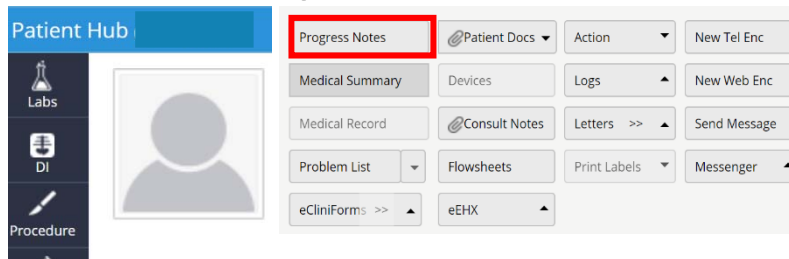 Patient Hub
Labs
DI
Procedure
Progress Notes
Patient Docs
Action
New Tel Enc
Medical Summary
Devices
Logs
New Web Enc
Medical Record
Consult Notes
Letters >>
Send Message
Problem List
Flowsheets
Print Labels
Messenger
eCliniForms >>
eEHX